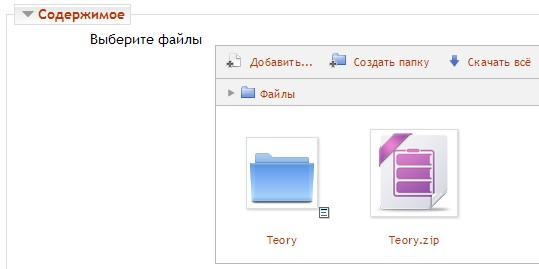 Содержимое
Выберите файлы
Добавить... Создать папку Скачать всё
Файлы
Teory Teory.zip